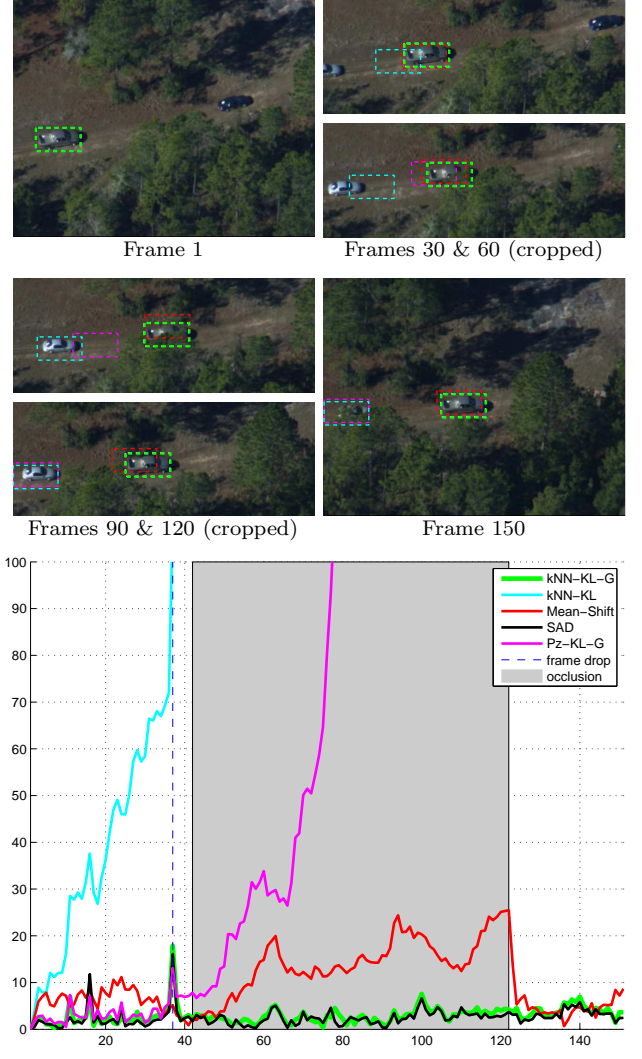 Frame 1
Frames 30 & 60 (cropped)
Frames 90 & 120 (cropped)
Frame 150
100
90
80
70
60
50
40
30
20
10
0
20
40
60
80
100
120
140
kNN−KL−G
kNN−KL
Mean−Shift
SAD
Pz−KL−G
frame drop
occlusion